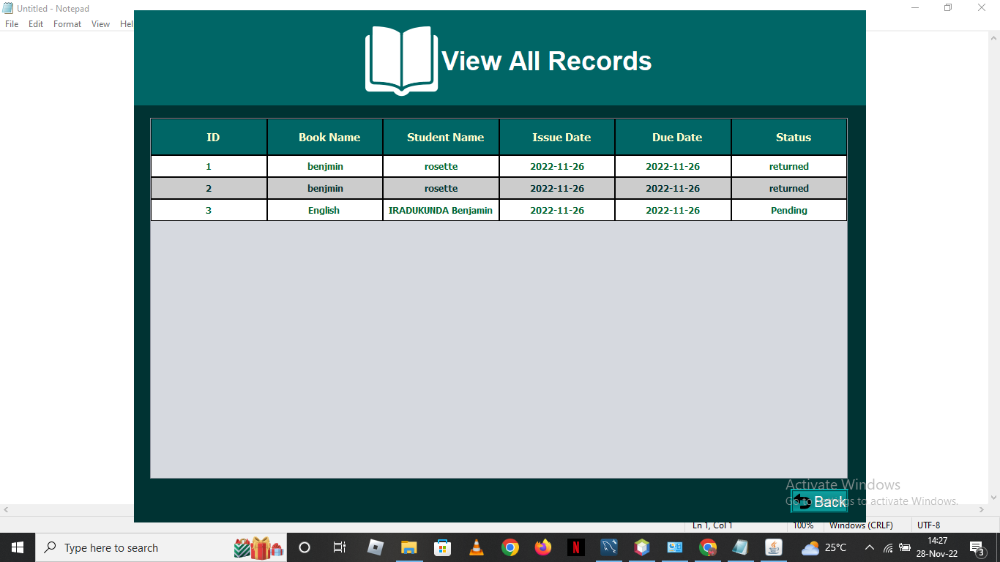 Untitled - Notepad
File Edit Format View Hel
View All Records
ID Book Name Student Name Issue Date Due Date Status
1 benjmin rosette 2022-11-26 2022-11-26 returned
2 benjmin rosette 2022-11-26 2022-11-26 returned
3 English IRADUKUNDA Benjamin 2022-11-26 2022-11-26 Pending
Activate Windows
Go to Settings to activate Windows.
Back
Ln 1, Col 1 100% Windows (CRLF) UTF-8
Type here to search
N
25°C
14:27
28-Nov-22
3